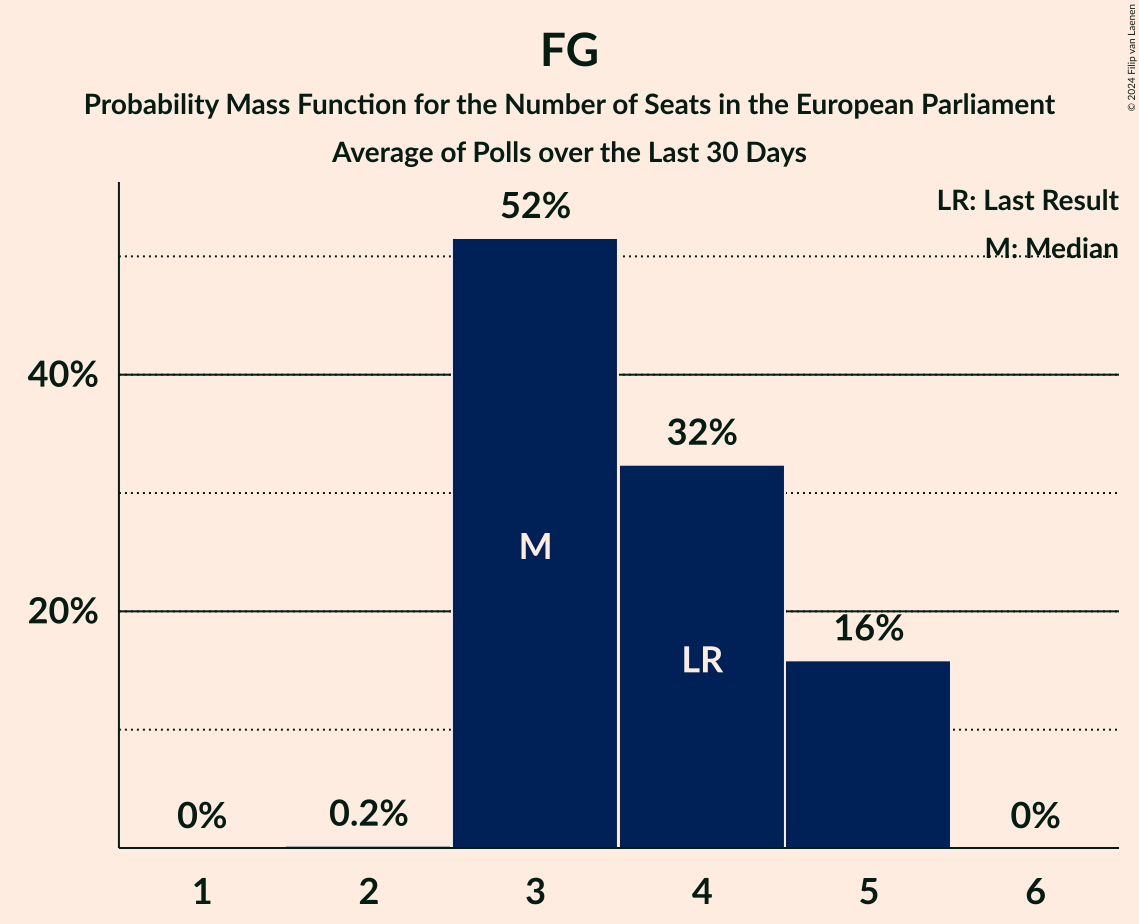 FG
Probability Mass Function for the Number of Seats in the European Parliament
Average of Polls over the Last 30 Days
© 2024 Filip van Laenen
LR: Last Result
M: Median
52%
40%
32%
M
20%
16%
LR
0%
0.2%
0%
1 2 3 4 5 6